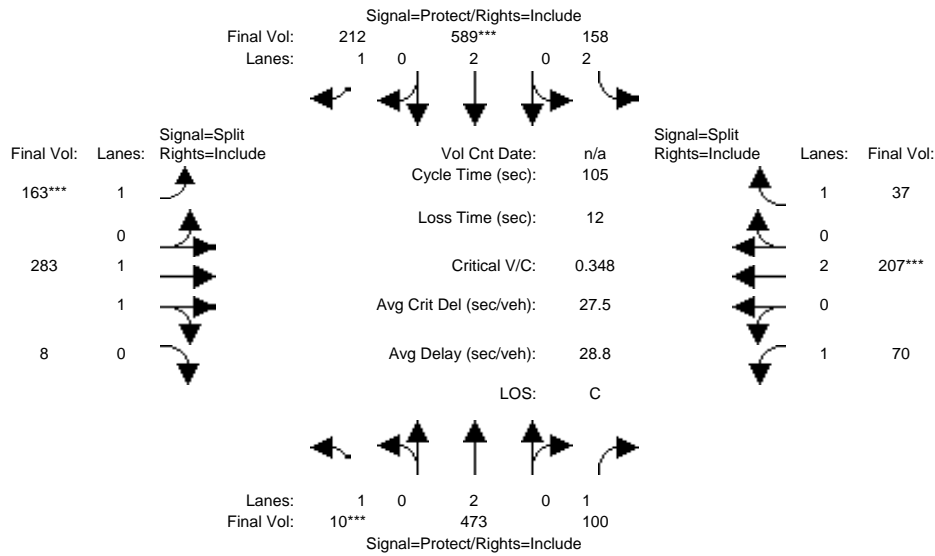 Signal=Protect/Rights=Include
Final Vol: 212 589*** 158
Lanes: 1 0 2 0 2
Signal=Split
Final Vol: Lanes: Rights=Include
Vol Cnt Date: n/a
Signal=Split
Rights=Include Lanes: Final Vol:
Cycle Time (sec): 105
163*** 1
1 37
Loss Time (sec): 12
0
0
283 1
Critical V/C: 0.348
2 207***
1
Avg Crit Del (sec/veh): 27.5
0
8 0
Avg Delay (sec/veh): 28.8
1 70
LOS: C
Lanes: 1 0 2 0 1
Final Vol: 10*** 473 100
Signal=Protect/Rights=Include